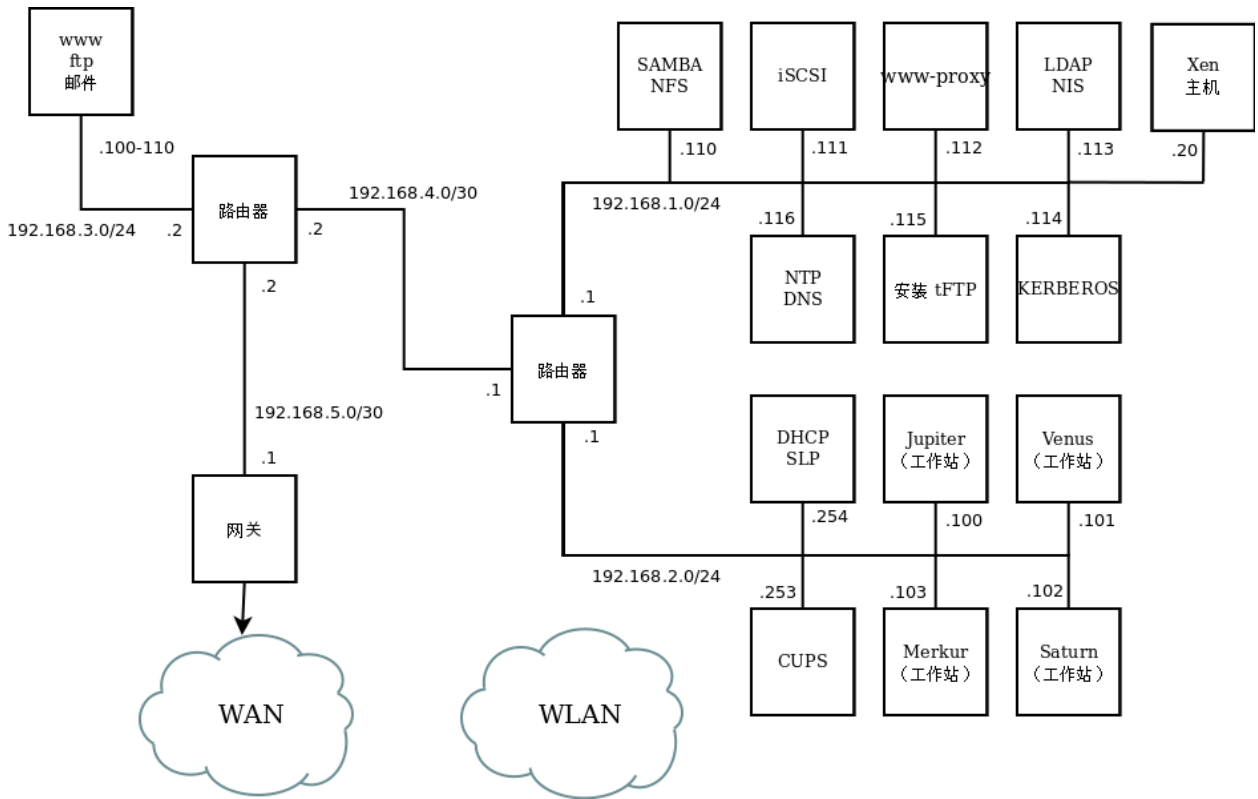 www
ftp
邮件
.100-110
192.168.3.0/24
.2
路由器
.2
192.168.4.0/30
.2
192.168.5.0/30
.1
网关
WAN
WLAN
.1
路由器
.1
.1
192.168.1.0/24
SAMBA
NFS
.110
iSCSI
.111
www-proxy
.112
LDAP
NIS
.113
Xen
主机
.20
.116
NTP
DNS
.115
安装 tFTP
.114
KERBEROS
192.168.2.0/24
DHCP
SLP
.254
Jupiter
（工作站）
.100
Venus
（工作站）
.101
.253
CUPS
.103
Merkur
（工作站）
.102
Saturn
（工作站）